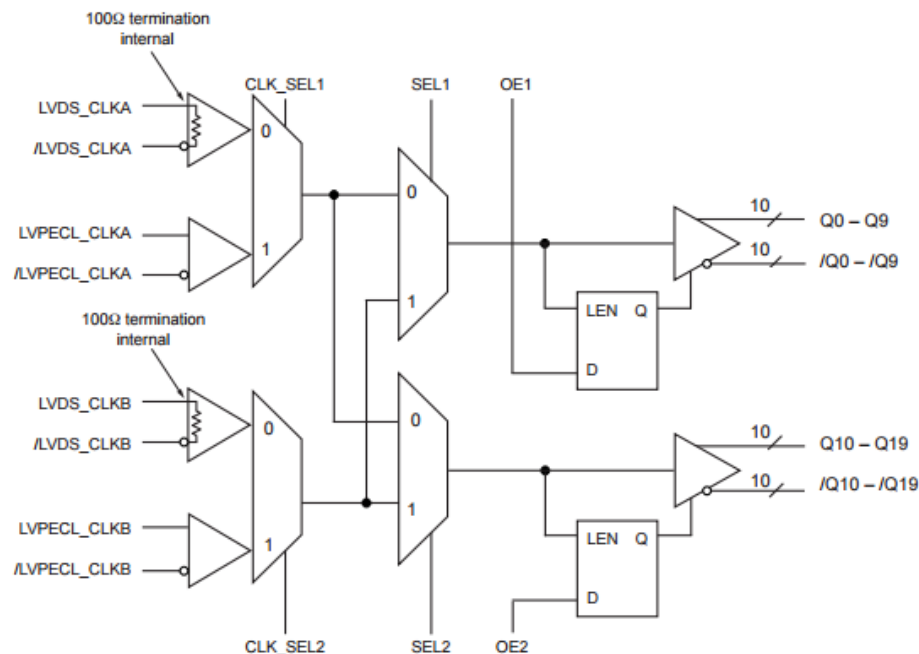 100Ω termination
internal
CLK_SEL1
SEL1
OE1
LVDS_CLKA
/LVDS_CLKA
0
LVPECL_CLKA
/LVPECL_CLKA
1
0
1
10
Q0 – Q9
10
/Q0 – /Q9
LEN Q
D
100Ω termination
internal
LVDS_CLKB
/LVDS_CLKB
0
LVPECL_CLKB
/LVPECL_CLKB
1
0
1
10
Q10 – Q19
10
/Q10 – /Q19
LEN Q
D
CLK_SEL2
SEL2
OE2